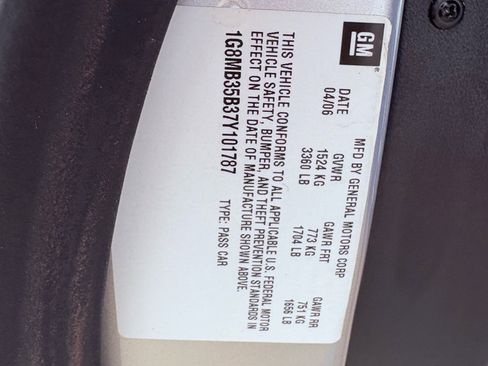 GM
MFD BY GENERAL MOTORS CORP
DATE GVWR GAWR FRT GAWR RR
04/06 1524 KG 773 KG 751 KG
3360 LB 1704 LB 1656 LB
THIS VEHICLE CONFORMS TO ALL APPLICABLE U.S. FEDERAL MOTOR
VEHICLE SAFETY, BUMPER, AND THEFT PREVENTION STANDARDS IN
EFFECT ON THE DATE OF MANUFACTURE SHOWN ABOVE.
1G8MB35B37Y101787 TYPE: PASS CAR